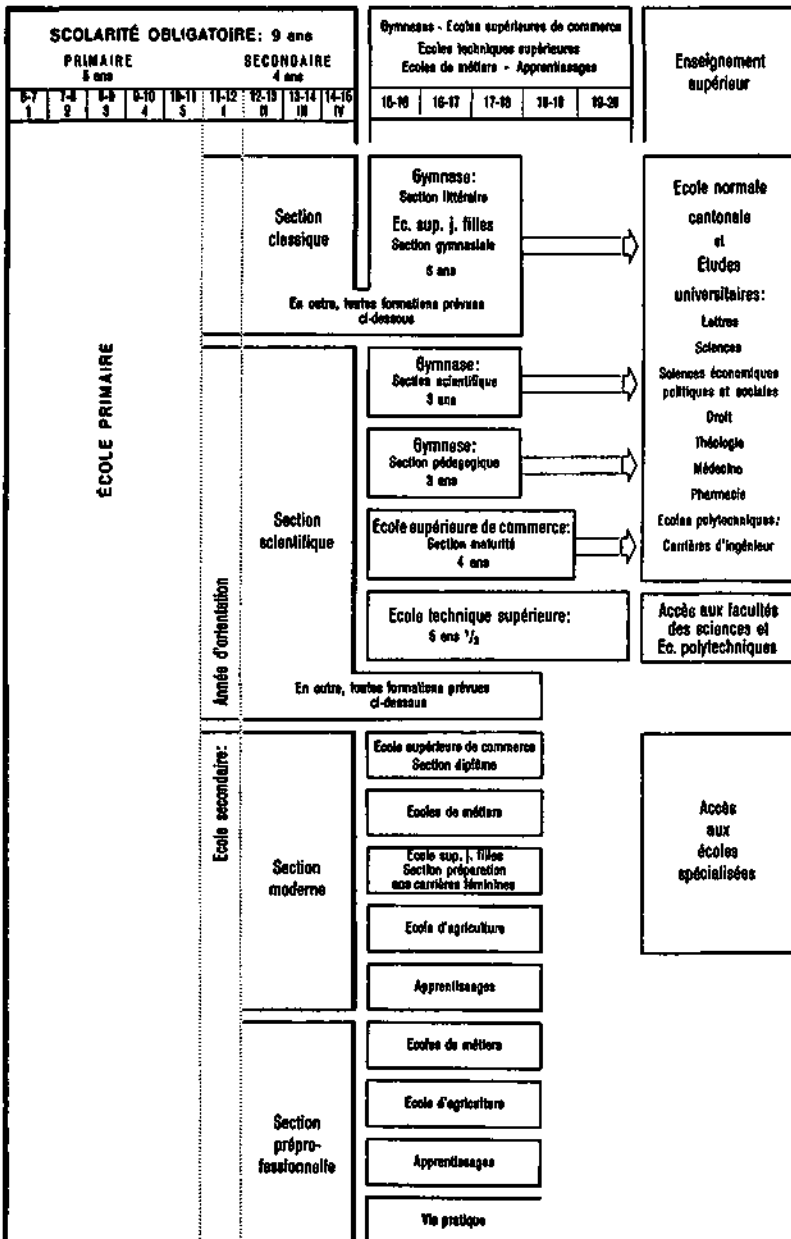 SCOLARITÉ OBLIGATOIRE: 9 ans
PRIMAIRE
5 ans
SECONDAIRE
4 ans
6-7 7-8 8-9 9-10 10-11 11-12 12-13 13-14 14-15
1 2 3 4 5 I II III IV
Gymnases - Ecoles supérieures de commerce
Ecoles techniques supérieures
Ecoles de métiers - Apprentissages
15-16 16-17 17-18 18-19 19-20
Enseignement
supérieur
ÉCOLE PRIMAIRE
Ecole secondaire:
Année d'orientation
Section
classique
Gymnase:
Section littéraire
Ec. sup. j. filles
Section gymnasiale
En outre, toutes formations prévues
ci-dessous
Section
scientifique
Gymnase:
Section scientifique
3 ans
Gymnase:
Section pédagogique
3 ans
École supérieure de commerce:
Section maturité
4 ans
Ecole technique supérieure:
En outre, toutes formations prévues
ci-dessous
Ecole normale
cantonale
et
Études
universitaires:
Lettres
Sciences
Sciences économiques
politiques et sociales
Droit
Théologie
Médecine
Pharmacie
Ecoles polytechniques:
Carrières d'ingénieur
Accès aux facultés
des sciences et
Ec. polytechniques
Section
moderne
Ecole supérieure de commerce
Section diplôme
Ecoles de métiers
Ecole sup. j. filles
Section préparation
aux carrières féminines
Ecole d'agriculture
Apprentissages
Accès
aux
écoles
spécialisées
Section
prépro-
fessionnelle
Ecoles de métiers
Ecole d'agriculture
Apprentissages
Vie pratique